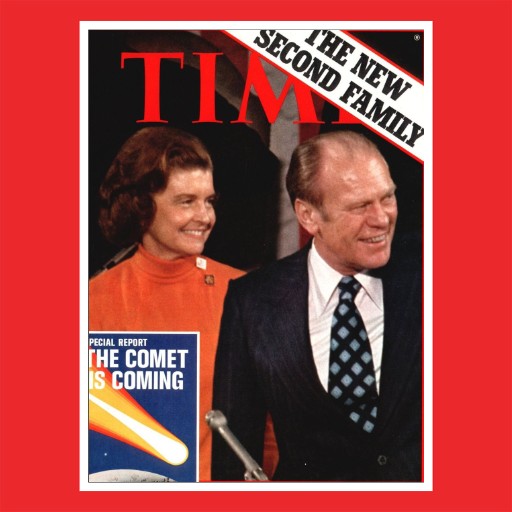 TIME
THE NEW
SECOND FAMILY
SPECIAL REPORT
THE COMET
IS COMING